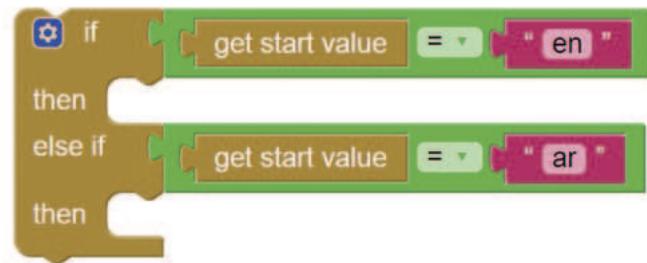 if get start value = " en "
then
else if get start value = " ar "
then